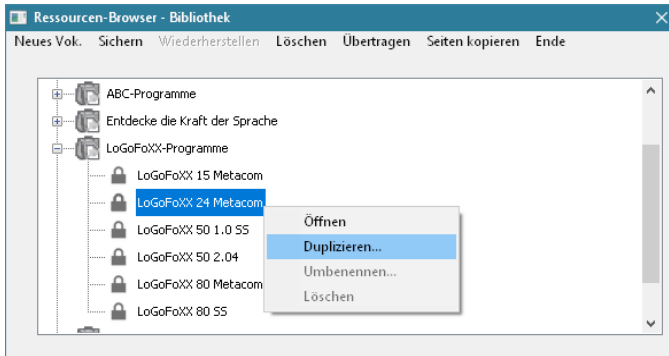 Ressourcen-Browser - Bibliothek
Neues Vok. Sichern Wiederherstellen Löschen Übertragen Seiten kopieren Ende
ABC-Programme
Entdecke die Kraft der Sprache
LoGoFoXX-Programme
LoGoFoXX 15 Metacom
LoGoFoXX 24 Metacom
LoGoFoXX 50 1.0 SS
LoGoFoXX 50 2.04
LoGoFoXX 80 Metacom
LoGoFoXX 80 SS
Öffnen
Duplizieren...
Umbenennen...
Löschen